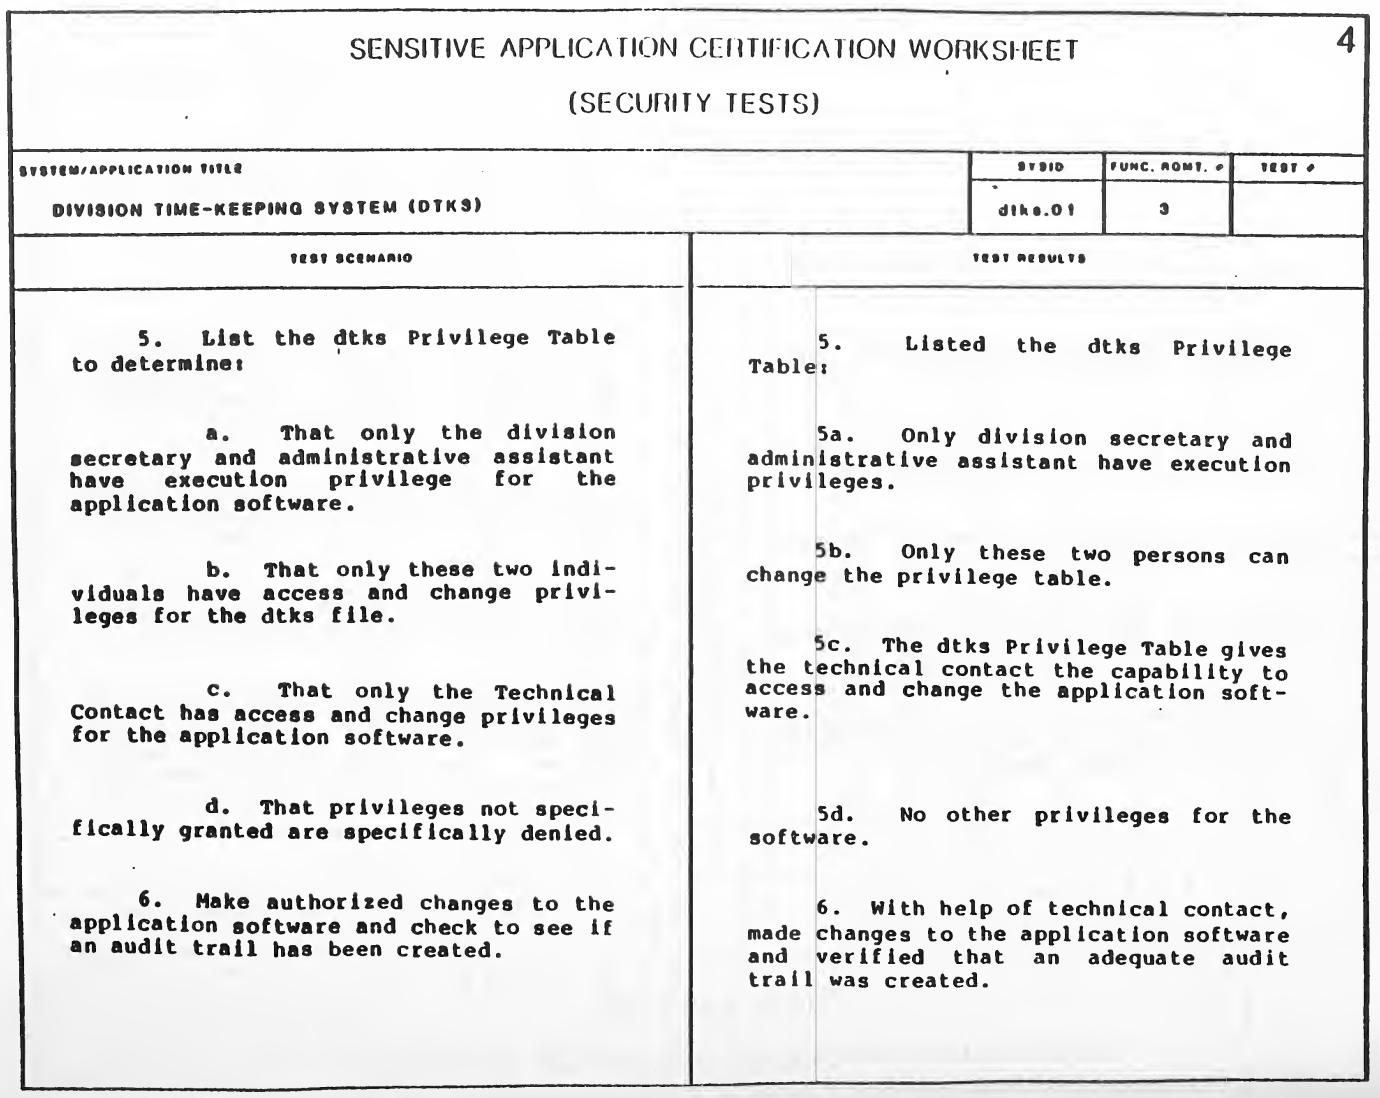 4
SENSITIVE APPLICATION CERTIFICATION WORKSHEET
(SECURITY TESTS)
SYSTEM/APPLICATION TITLE
SYSID
FUNC. RQMT. #
TEST #
DIVISION TIME-KEEPING SYSTEM (DTKS)
dtks.01
3
TEST SCENARIO
TEST RESULTS
5. List the dtks Privilege Table
to determine:
a. That only the division
secretary and administrative assistant
have execution privilege for the
application software.
b. That only these two indi-
viduals have access and change privi-
leges for the dtks file.
c. That only the Technical
Contact has access and change privileges
for the application software.
d. That privileges not speci-
fically granted are specifically denied.
6. Make authorized changes to the
application software and check to see if
an audit trail has been created.
5. Listed the dtks Privilege
Table:
5a. Only division secretary and
administrative assistant have execution
privileges.
5b. Only these two persons can
change the privilege table.
5c. The dtks Privilege Table gives
the technical contact the capability to
access and change the application soft-
ware.
5d. No other privileges for the
software.
6. With help of technical contact,
made changes to the application software
and verified that an adequate audit
trail was created.